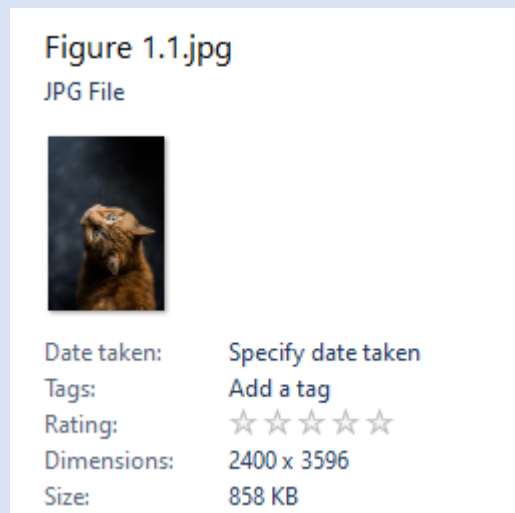 Figure 1.1.jpg
JPG File
Date taken: Specify date taken
Tags: Add a tag
Rating:
Dimensions: 2400 x 3596
Size: 858 KB